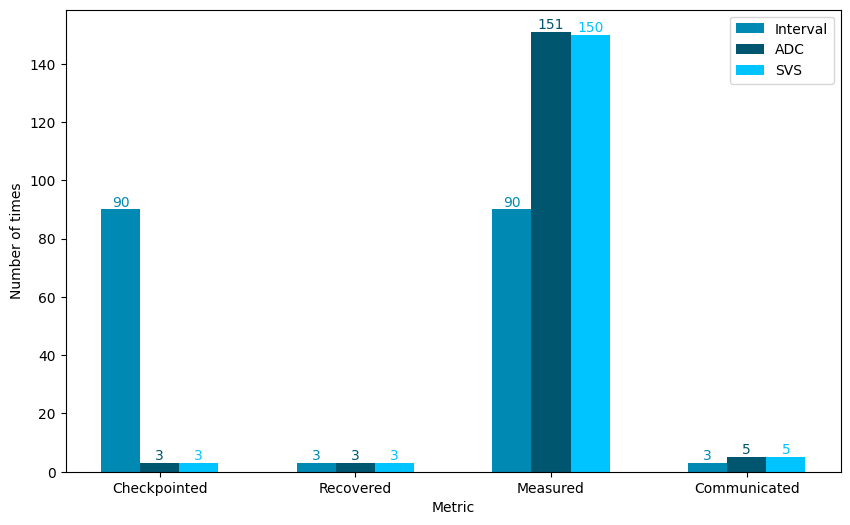 Interval
ADC
SVS
Number of times
140
120
100
80
60
40
20
0
90
3
3
3
3
3
90
151
150
3
5
5
Checkpointed
Recovered
Measured
Communicated
Metric